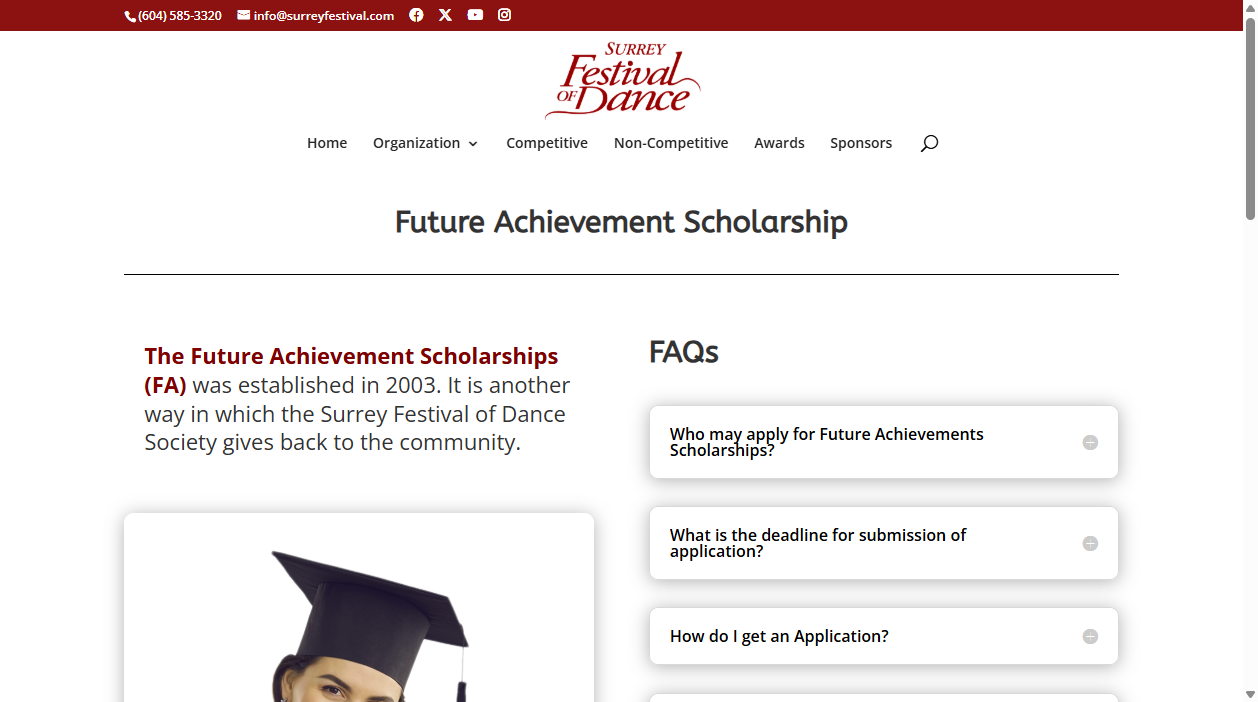 (604) 585-3320 info@surreyfestival.com
SURREY
Festival
OF Dance
Home Organization Competitive Non-Competitive Awards Sponsors
Future Achievement Scholarship
The Future Achievement Scholarships
(FA) was established in 2003. It is another
way in which the Surrey Festival of Dance
Society gives back to the community.
FAQs
Who may apply for Future Achievements
Scholarships?
What is the deadline for submission of
application?
How do I get an Application?